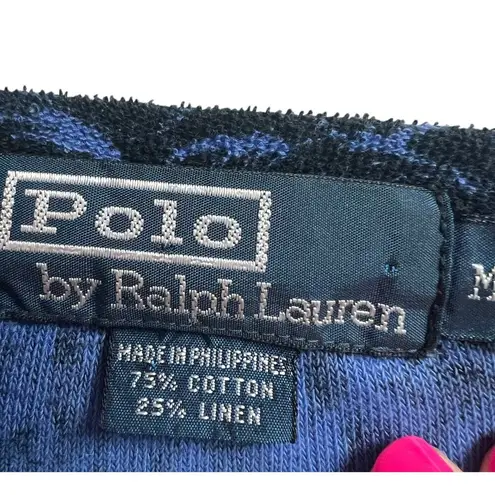 Polo
by Ralph Lauren
M
MADE IN PHILIPPINES
75% COTTON
25% LINEN